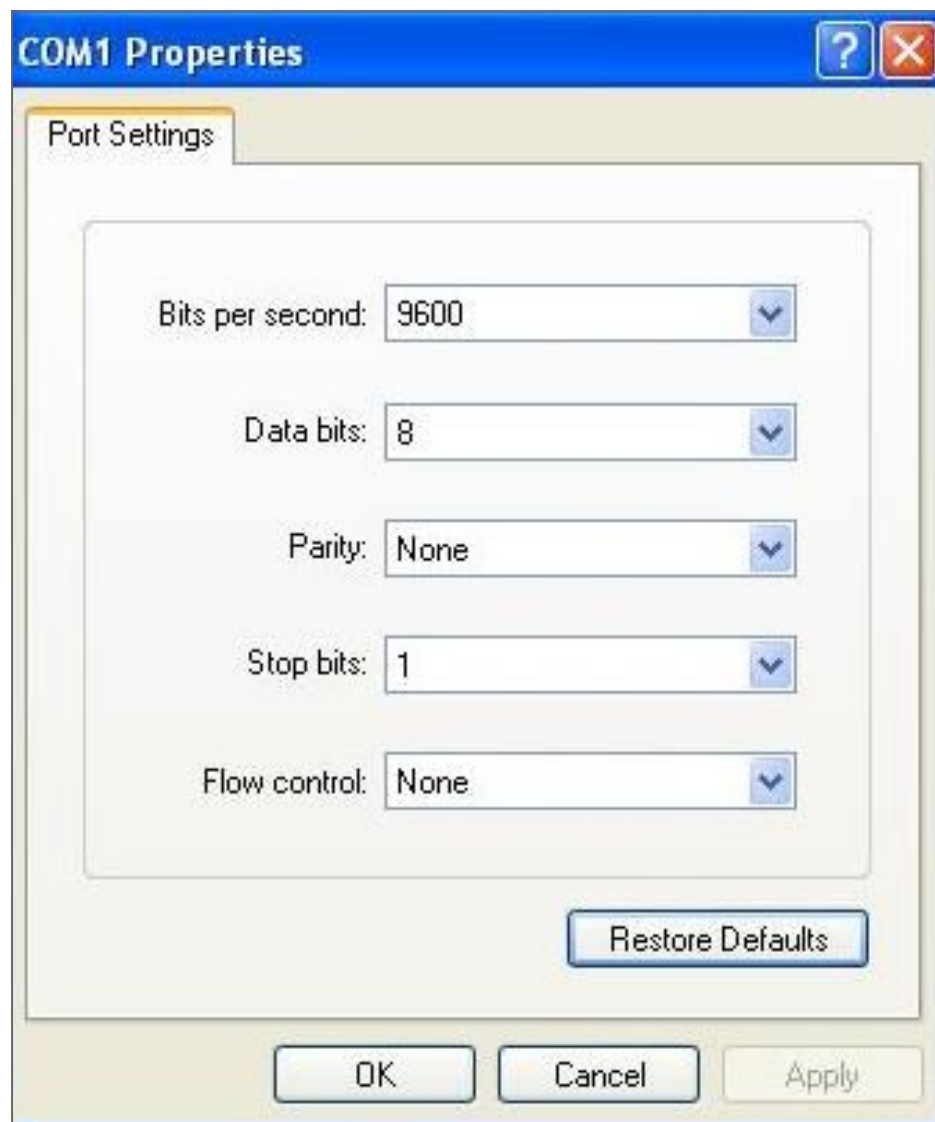 COM1 Properties
Port Settings
Bits per second: 9600
Data bits: 8
Parity: None
Stop bits: 1
Flow control: None
Restore Defaults
OK Cancel Apply